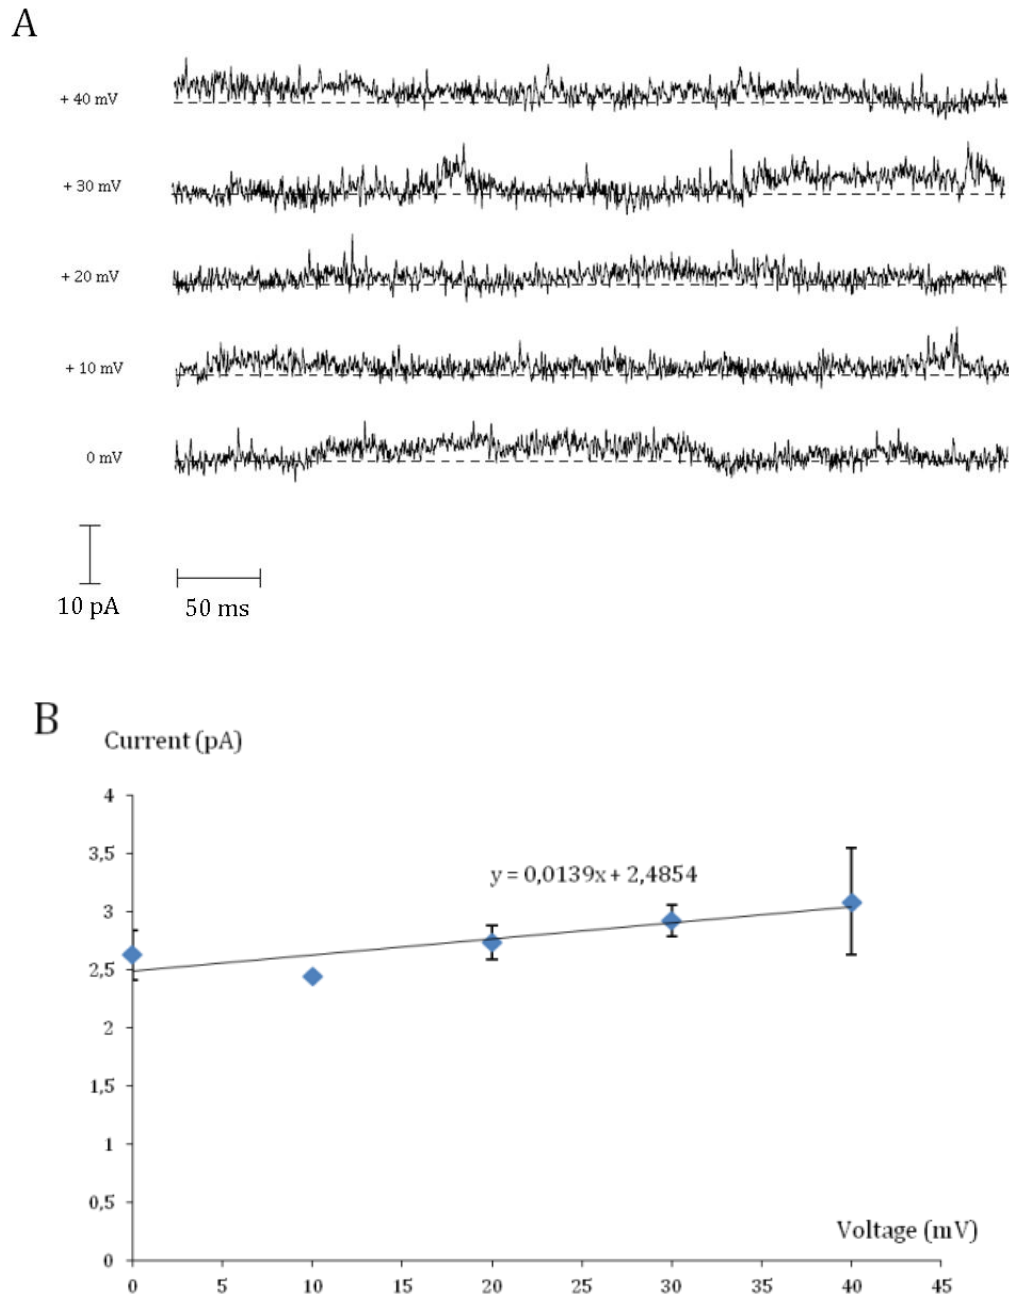 A
+ 40 mV
+ 30 mV
+ 20 mV
+ 10 mV
0 mV
10 pA
50 ms
B
Current (pA)
4
3,5
y = 0,0139x + 2,4854
3
2,5
2
1,5
1
0,5
Voltage (mV)
0
0 5 10 15 20 25 30 35 40 45